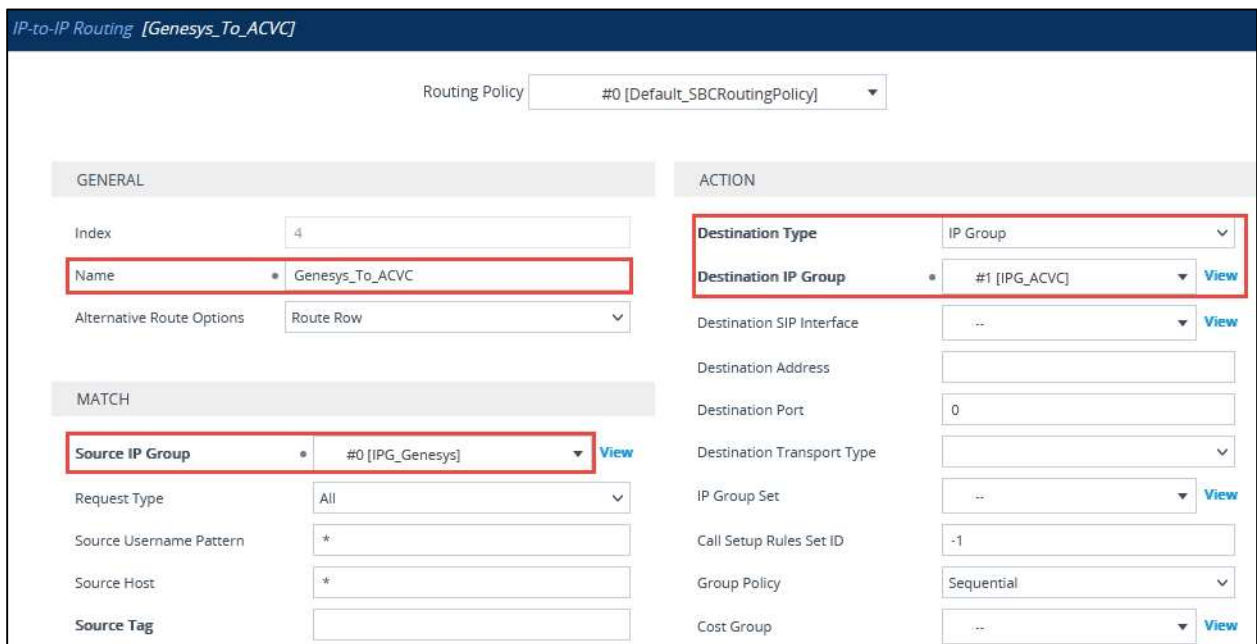 IP-to-IP Routing [Genesys_To_ACVC]
Routing Policy #0 [Default_SBCRoutingPolicy]
GENERAL
Index 4
Name Genesys_To_ACVC
Alternative Route Options Route Row
MATCH
Source IP Group #0 [IPG_Genesys] View
Request Type All
Source Username Pattern *
Source Host *
Source Tag
ACTION
Destination Type IP Group
Destination IP Group #1 [IPG_ACVC] View
Destination SIP Interface -- View
Destination Address
Destination Port 0
Destination Transport Type
IP Group Set -- View
Call Setup Rules Set ID -1
Group Policy Sequential
Cost Group -- View